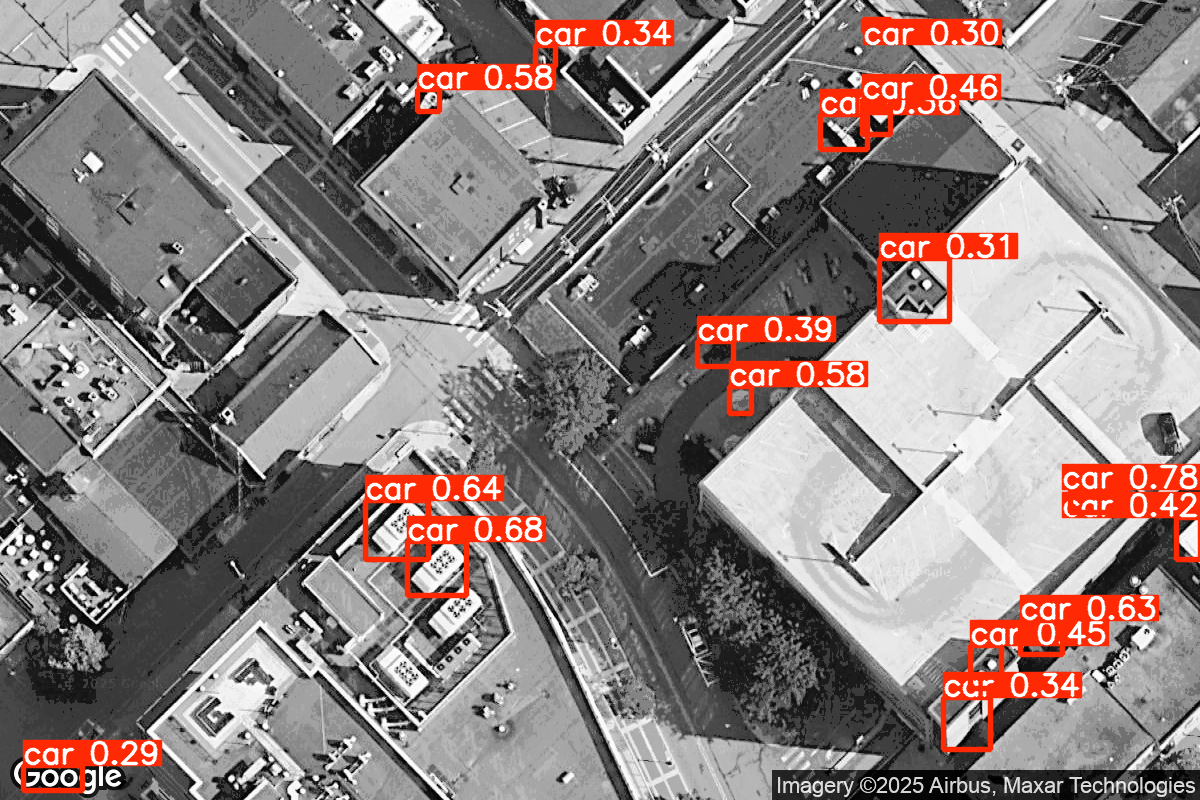 car 0.34
car 0.30
car 0.58
car 0.46
car 0.31
car 0.39
car 0.58
car 0.64
car 0.78
car 0.42
car 0.68
car 0.63
car 0.45
car 0.34
car 0.29
Google
Imagery ©2025 Airbus, Maxar Technologies